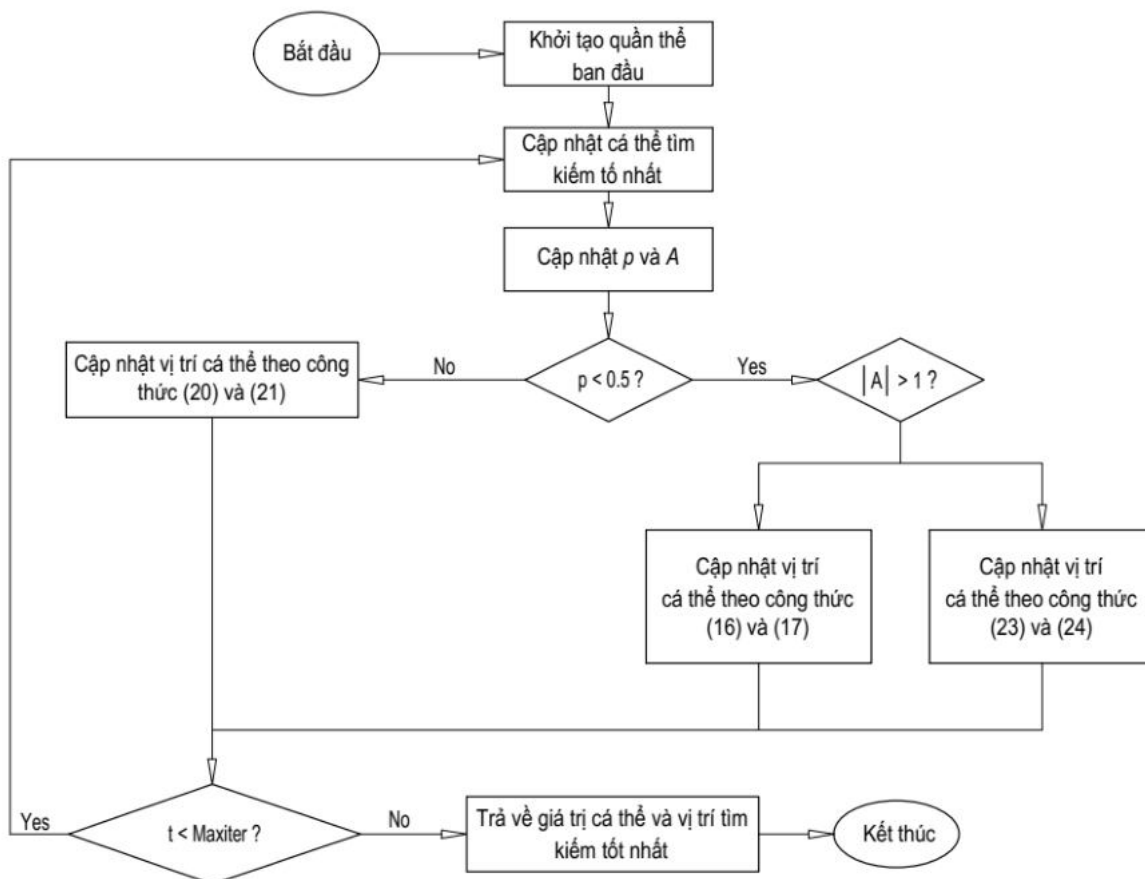 Bắt đầu
Khởi tạo quần thể
ban đầu
Cập nhật cá thể tìm
kiếm tố nhất
Cập nhật p và A
p < 0.5 ?
No
Yes
|A| > 1 ?
Cập nhật vị trí cá thể theo công
thức (20) và (21)
Cập nhật vị trí
cá thể theo công thức
(16) và (17)
Cập nhật vị trí
cá thể theo công thức
(23) và (24)
t < Maxiter ?
Yes
No
Trả về giá trị cá thể và vị trí tìm
kiếm tốt nhất
Kết thúc